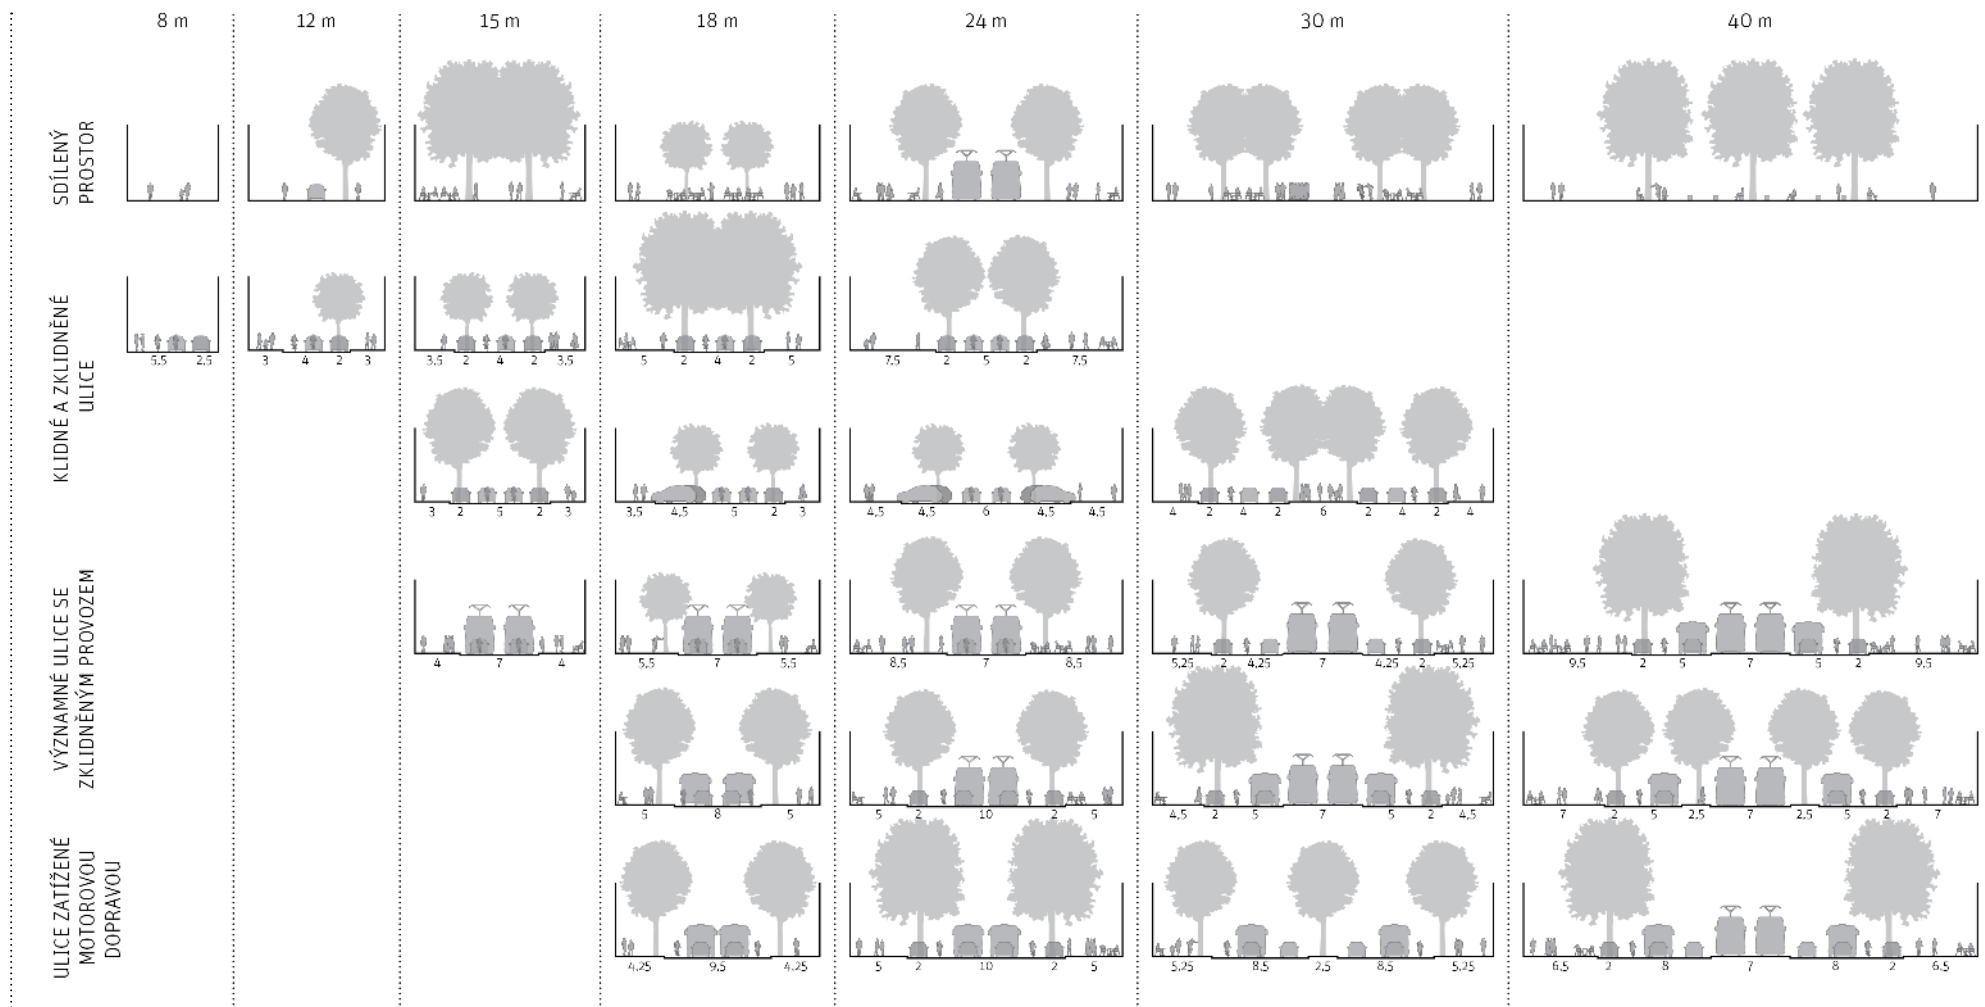 8 m 12 m 15 m 18 m 24 m 30 m 40 m
SDÍLENÝ
PROSTOR
KLIDNÉ A ZKLIDNĚNÉ
ULICE
5,5 2,5 3 4 2 3 3,5 2 4 2 3,5 5 2 4 2 5 7,5 2 5 2 7,5
3 2 5 2 3 3,5 4,5 5 2 3 4,5 4,5 6 4,5 4,5 4 2 4 2 6 2 4 2 4
VÝZNAMNÉ ULICE SE
ZKLIDNĚNÝM PROVOZEM
4 7 4 5,5 7 5,5 8,5 7 8,5 5,25 2 4,25 7 4,25 2 5,25 9,5 2 5 7 5 2 9,5
5 8 5 5 2 10 2 5 4,5 2 5 7 5 2 4,5 7 2 5 2,5 7 2,5 5 2 7
ULICE ZATÍŽENÉ
MOTOROVOU
DOPRAVOU
4,25 9,5 4,25 5 2 10 2 5 5,25 8,5 2,5 8,5 5,25 6,5 2 8 7 8 2 6,5